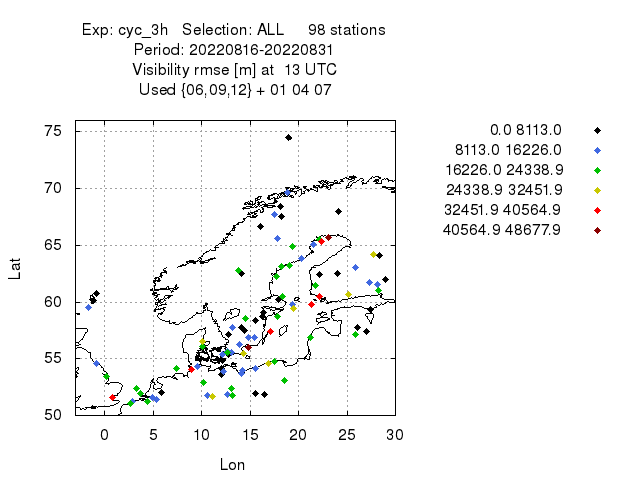 Exp: cyc_3h Selection: ALL 98 stations
Period: 20220816-20220831
Visibility rmse [m] at 13 UTC
Used {06,09,12} + 01 04 07
0.0 8113.0
8113.0 16226.0
16226.0 24338.9
24338.9 32451.9
32451.9 40564.9
40564.9 48677.9
75
70
65
60
55
50
Lat
0 5 10 15 20 25 30
Lon